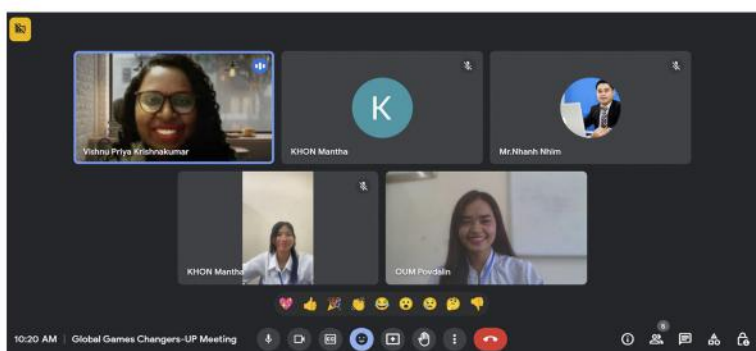 Vishnu Priya Krishnakumar
K
KHON Mantha
Mr.Nhanh Nhim
KHON Mantha
OUM Povdalin
10:20 AM | Global Games Changers-UP Meeting
6